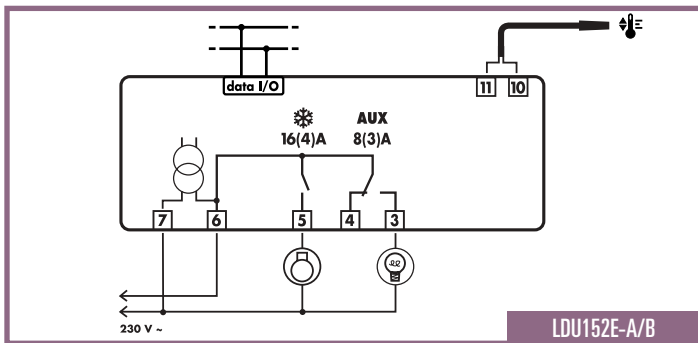 data I/O
11 10
AUX
16(4)A 8(3)A
7 6 5 4 3
230 V ~
LDU152E-A/B